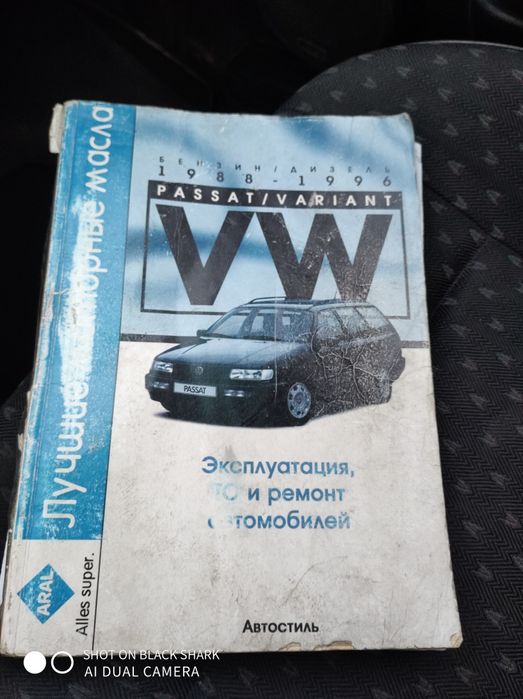 БЕНЗИН/ДИЗЕЛЬ
1988-1996
PASSAT/VARIANT
VW
PASSAT
Эксплуатация,
ТО и ремонт
автомобилей
Автостиль
Лучшие моторные масла
ARAL
Alles super.
SHOT ON BLACK SHARK
AI DUAL CAMERA